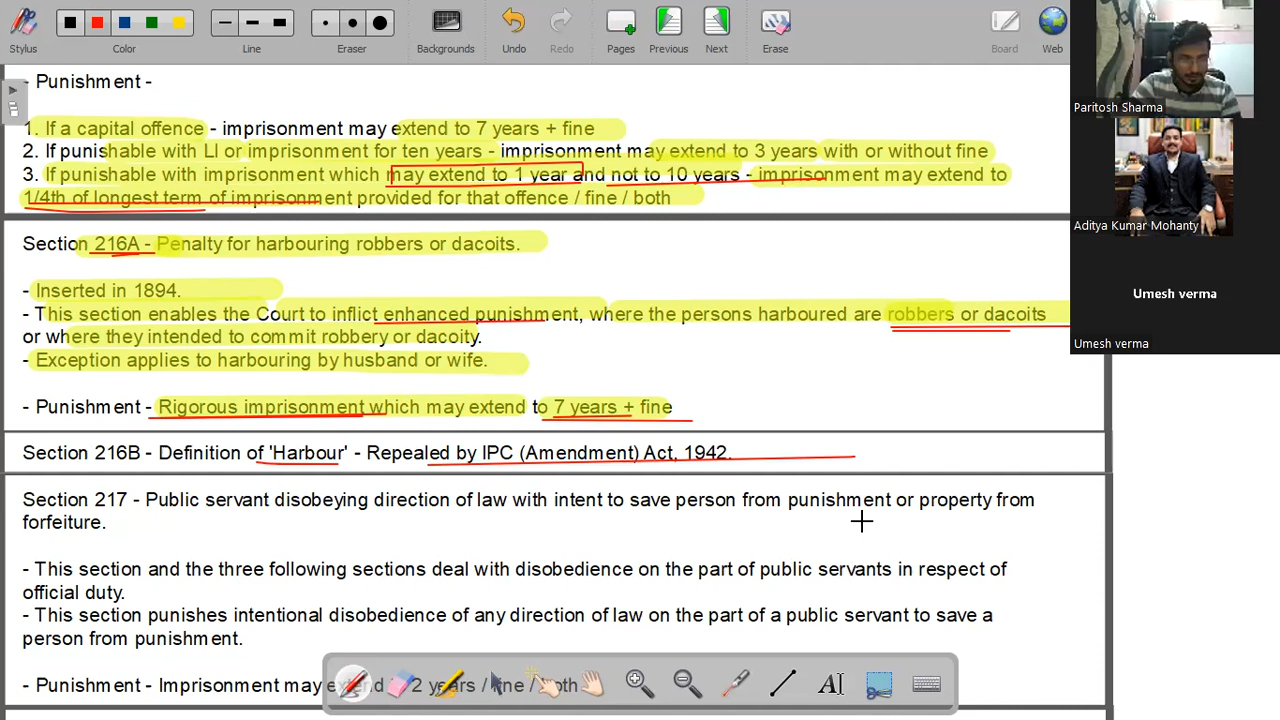 Stylus
Color
Line
Eraser
Backgrounds
Undo
Redo
Pages
Previous
Next
Erase
Board
Web
- Punishment -
1. If a capital offence - imprisonment may extend to 7 years + fine
2. If punishable with LI or imprisonment for ten years - imprisonment may extend to 3 years with or without fine
3. If punishable with imprisonment which may extend to 1 year and not to 10 years - imprisonment may extend to
1/4th of longest term of imprisonment provided for that offence / fine / both
Section 216A - Penalty for harbouring robbers or dacoits.
- Inserted in 1894.
- This section enables the Court to inflict enhanced punishment, where the persons harboured are robbers or dacoits
or where they intended to commit robbery or dacoity.
- Exception applies to harbouring by husband or wife.
- Punishment - Rigorous imprisonment which may extend to 7 years + fine
Section 216B - Definition of 'Harbour' - Repealed by IPC (Amendment) Act, 1942.
Section 217 - Public servant disobeying direction of law with intent to save person from punishment or property from
forfeiture.
- This section and the three following sections deal with disobedience on the part of public servants in respect of
official duty.
- This section punishes intentional disobedience of any direction of law on the part of a public servant to save a
person from punishment.
- Punishment - Imprisonment may extend 2 years / fine / both
Paritosh Sharma
Aditya Kumar Mohanty
Umesh verma
Umesh verma